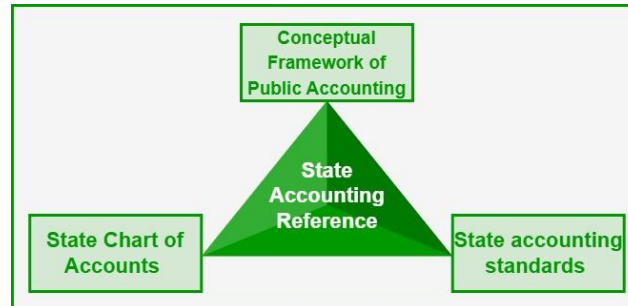 Conceptual
Framework of
Public Accounting
State
Accounting
Reference
State Chart of
Accounts
State accounting
standards